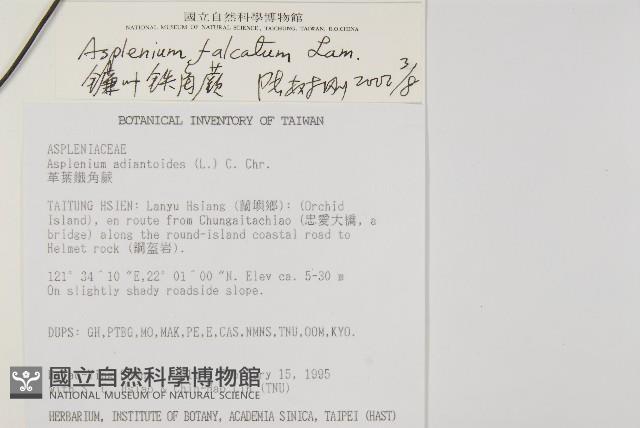 國立自然科學博物館
NATIONAL MUSEUM OF NATURAL SCIENCE, TAICHUNG, TAIWAN, R.O.CHINA
Asplenium falcatum Lam.
镰叶铁角蕨 2002 3/8
BOTANICAL INVENTORY OF TAIWAN
ASPLENIACEAE
Asplenium adiantoides (L.) C. Chr.
革葉鐵角蕨
TAITUNG HSIEN: Lanyu Hsiang (蘭嶼鄉): (Orchid
Island), en route from Chungaitachiao (忠愛大橋, a
bridge) along the round-island coastal road to
Helmet rock (鋼盔岩).
121° 34′10″E,22° 01′00″N. Elev ca. 5-30 m
On slightly shady roadside slope.
DUPS: GH,PTBG,MO,MAK,PE,E,CAS,NMNS,TNU,OOM,KYO.
15, 1995
(TNU)
國立自然科學博物館
NATIONAL MUSEUM OF NATURAL SCIENCE
HERBARIUM, INSTITUTE OF BOTANY, ACADEMIA SINICA, TAIPEI (HAST)